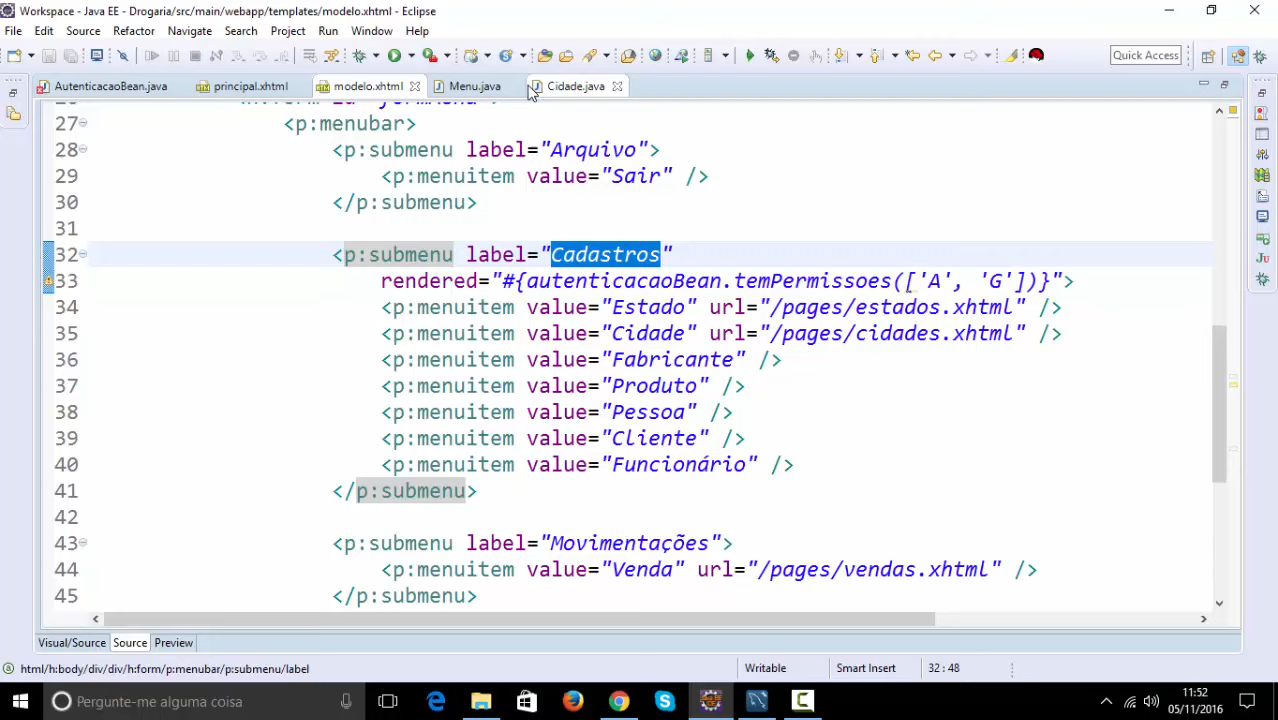 Workspace - Java EE - Drogaria/src/main/webapp/templates/modelo.xhtml - Eclipse
File Edit Source Refactor Navigate Search Project Run Window Help
Quick Access
AutenticacaoBean.java principal.xhtml modelo.xhtml Menu.java Cidade.java
27 <p:menubar>
28 <p:submenu label="Arquivo">
29 <p:menuitem value="Sair" />
30 </p:submenu>
31
32 <p:submenu label="Cadastros"
33 rendered="#{autenticacaoBean.temPermissoes(['A', 'G'])}">
34 <p:menuitem value="Estado" url="/pages/estados.xhtml" />
35 <p:menuitem value="Cidade" url="/pages/cidades.xhtml" />
36 <p:menuitem value="Fabricante" />
37 <p:menuitem value="Produto" />
38 <p:menuitem value="Pessoa" />
39 <p:menuitem value="Cliente" />
40 <p:menuitem value="Funcionário" />
41 </p:submenu>
42
43 <p:submenu label="Movimentações">
44 <p:menuitem value="Venda" url="/pages/vendas.xhtml" />
45 </p:submenu>
Visual/Source Source Preview
html/h:body/div/div/h:form/p:menubar/p:submenu/label Writable Smart Insert 32 : 48
Pergunte-me alguma coisa
11:52
05/11/2016